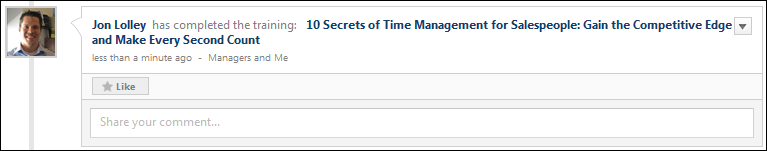 Jon Lolley has completed the training: 10 Secrets of Time Management for Salespeople: Gain the Competitive Edge
and Make Every Second Count
less than a minute ago - Managers and Me
Like
Share your comment...